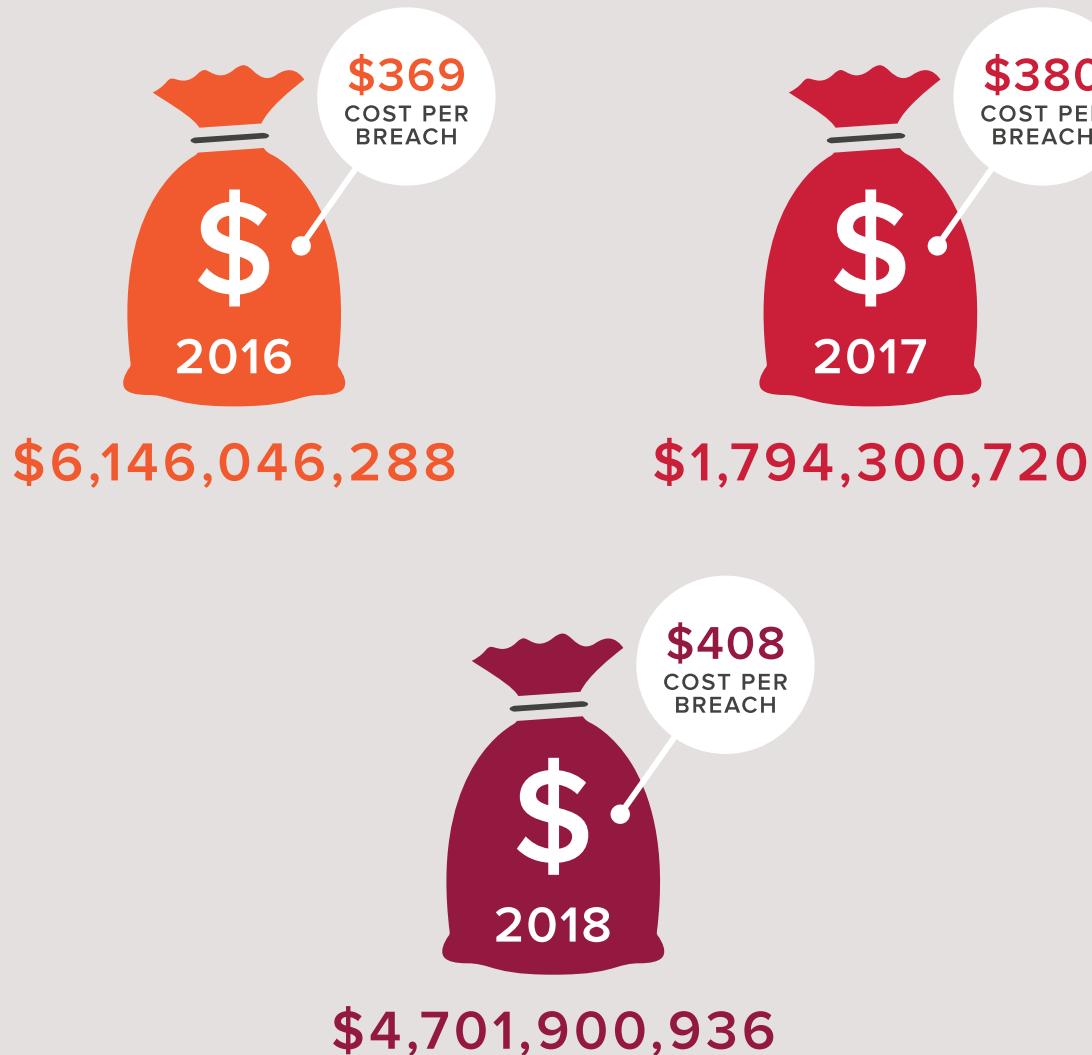 $369
COST PER
BREACH
$
2016
$6,146,046,288
$380
COST PER
BREACH
$
2017
$1,794,300,720
$408
COST PER
BREACH
$
2018
$4,701,900,936